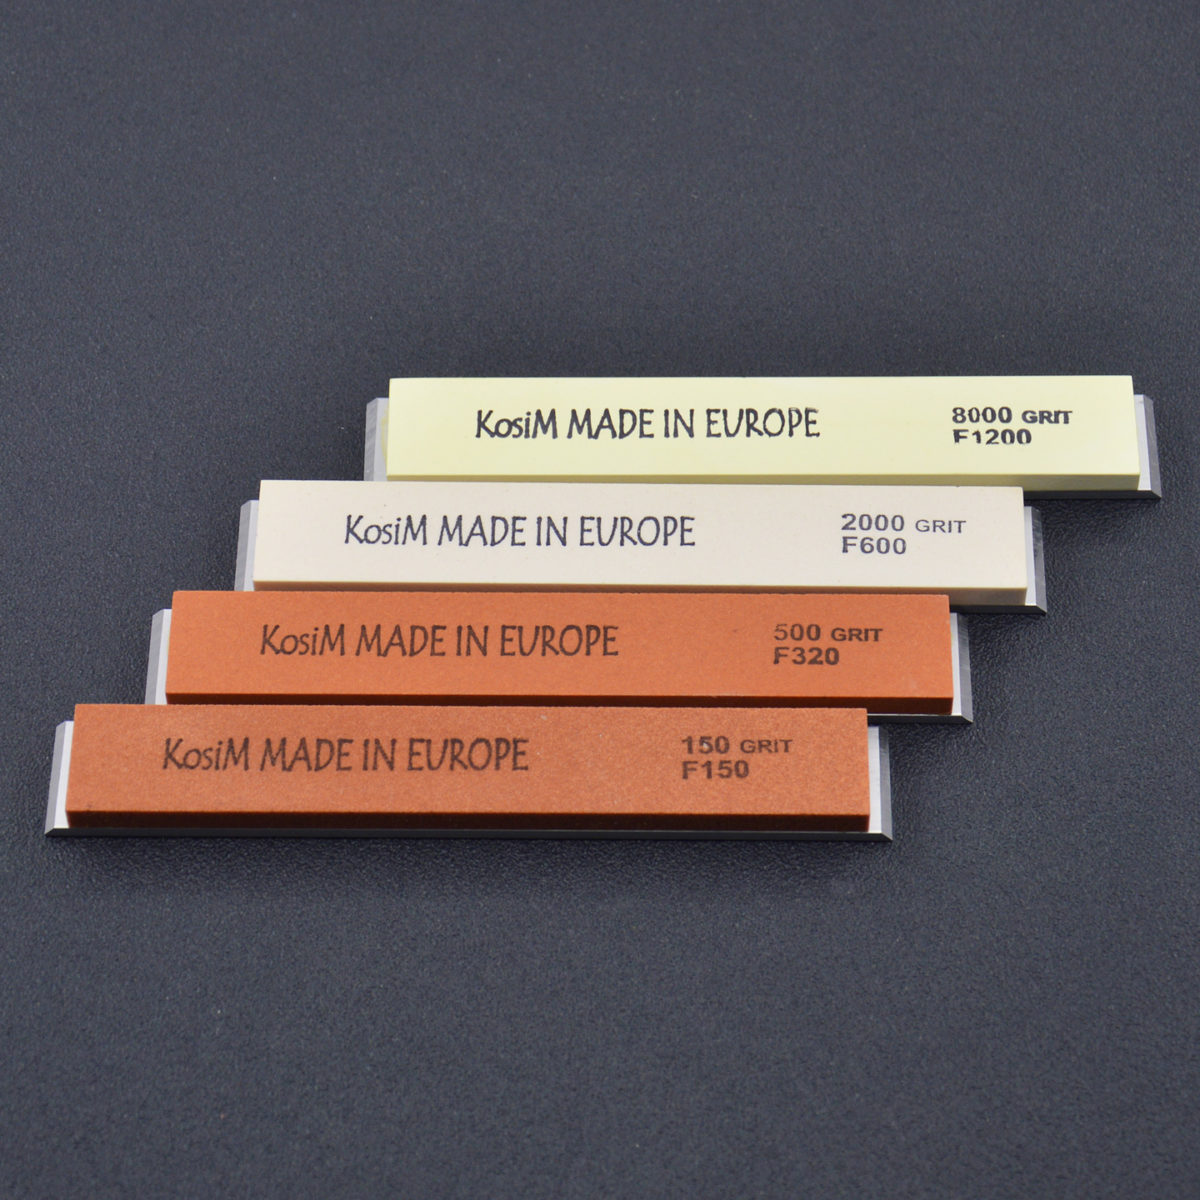 KosiM MADE IN EUROPE
8000 GRIT
F1200
KosiM MADE IN EUROPE
2000 GRIT
F600
KosiM MADE IN EUROPE
500 GRIT
F320
KosiM MADE IN EUROPE
150 GRIT
F150